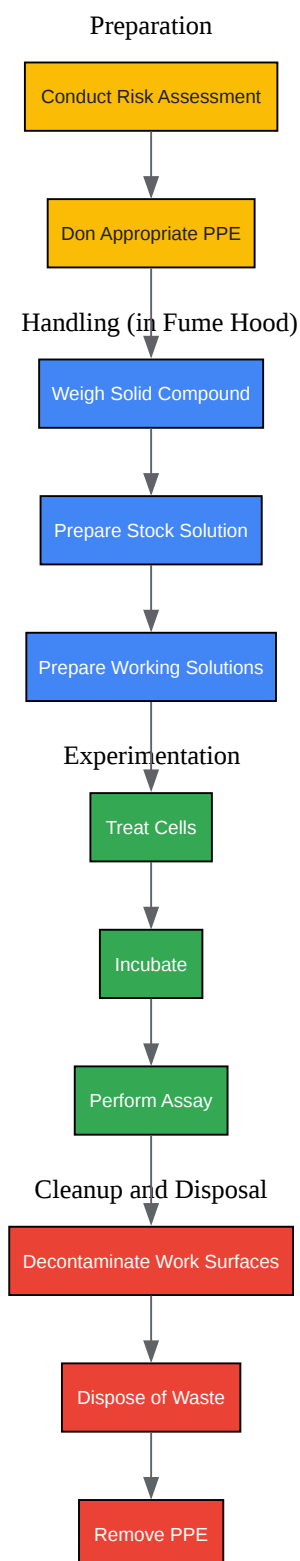 Preparation
Conduct Risk Assessment
Don Appropriate PPE
Handling (in Fume Hood)
Weigh Solid Compound
Prepare Stock Solution
Prepare Working Solutions
Experimentation
Treat Cells
Incubate
Perform Assay
Cleanup and Disposal
Decontaminate Work Surfaces
Dispose of Waste
Remove PPE